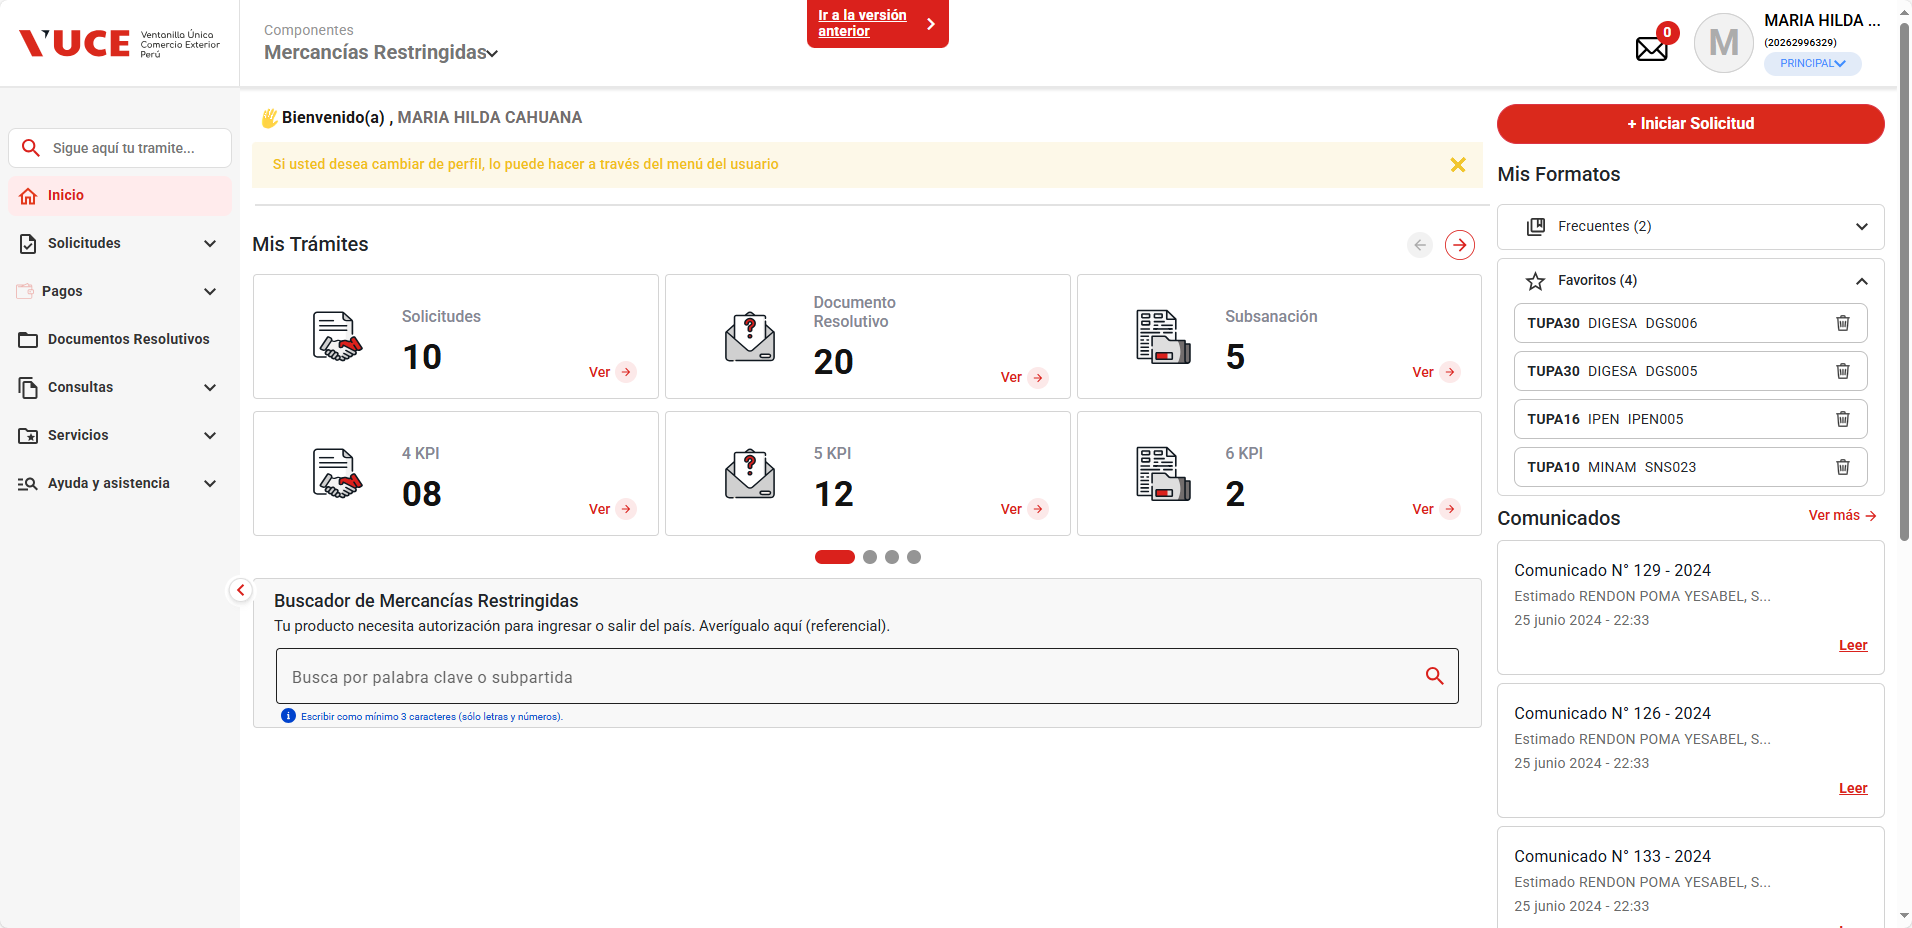 VUCE
Ventanilla Única
Comercio Exterior
Perú
Componentes
Mercancías Restringidas
Ir a la versión
anterior
0
M
MARIA HILDA ...
(20262996329)
PRINCIPAL
Sigue aquí tu tramite...
Inicio
Solicitudes
Pagos
Documentos Resolutivos
Consultas
Servicios
Ayuda y asistencia
Bienvenido(a) , MARIA HILDA CAHUANA
Si usted desea cambiar de perfil, lo puede hacer a través del menú del usuario
Mis Trámites
Solicitudes
10
Ver
Documento
Resolutivo
20
Ver
Subsanación
5
Ver
4 KPI
08
Ver
5 KPI
12
Ver
6 KPI
2
Ver
Buscador de Mercancías Restringidas
Tu producto necesita autorización para ingresar o salir del país. Averígualo aquí (referencial).
Busca por palabra clave o subpartida
Escribir como mínimo 3 caracteres (sólo letras y números).
+ Iniciar Solicitud
Mis Formatos
Frecuentes (2)
Favoritos (4)
TUPA30 DIGESA DGS006
TUPA30 DIGESA DGS005
TUPA16 IPEN IPEN005
TUPA10 MINAM SNS023
Comunicados
Ver más
Comunicado N° 129 - 2024
Estimado RENDON POMA YESABEL, S...
25 junio 2024 - 22:33
Leer
Comunicado N° 126 - 2024
Estimado RENDON POMA YESABEL, S...
25 junio 2024 - 22:33
Leer
Comunicado N° 133 - 2024
Estimado RENDON POMA YESABEL, S...
25 junio 2024 - 22:33